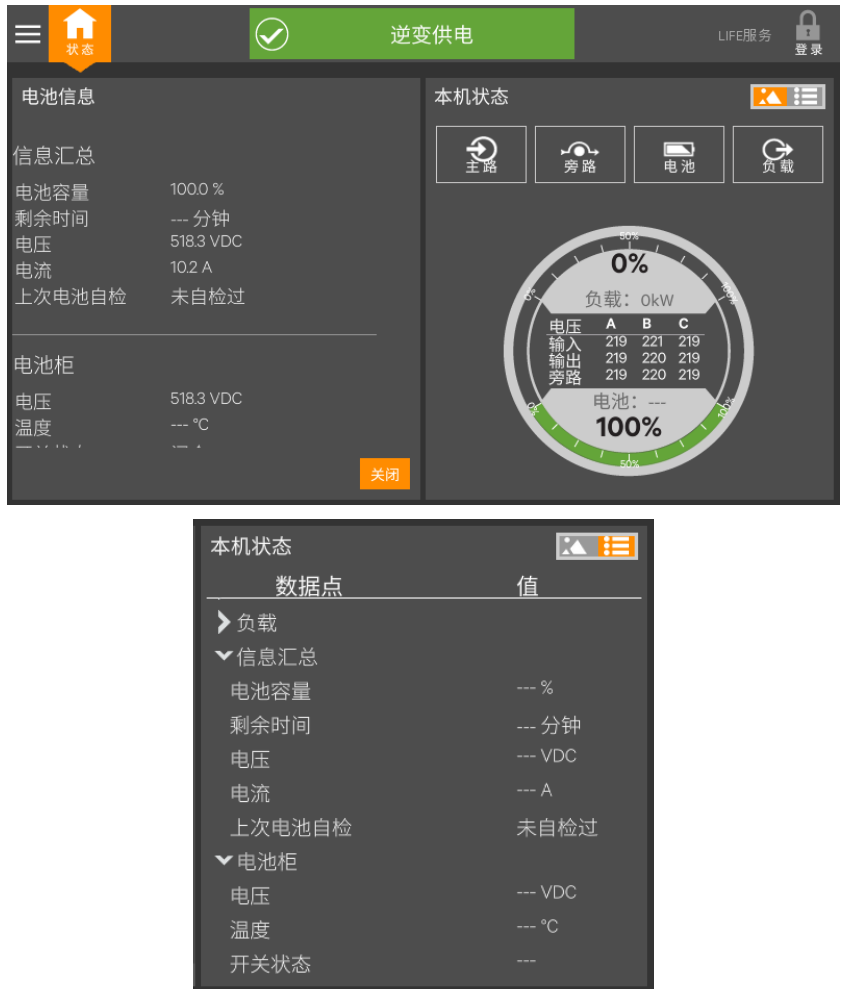 状态
逆变供电
LIFE服务
登录
电池信息
信息汇总
电池容量 100.0 %
剩余时间 --- 分钟
电压 518.3 VDC
电流 10.2 A
上次电池自检 未自检过
电池柜
电压 518.3 VDC
温度 --- °C
关闭
本机状态
主路 旁路 电池 负载
50%
0%
0% 100%
负载: 0kW
电压 A B C
输入 219 221 219
输出 219 220 219
旁路 219 220 219
电池: ---
0% 100%
100%
50%
本机状态
数据点 值
负载
信息汇总
电池容量 --- %
剩余时间 --- 分钟
电压 --- VDC
电流 --- A
上次电池自检 未自检过
电池柜
电压 --- VDC
温度 --- °C
开关状态 ---